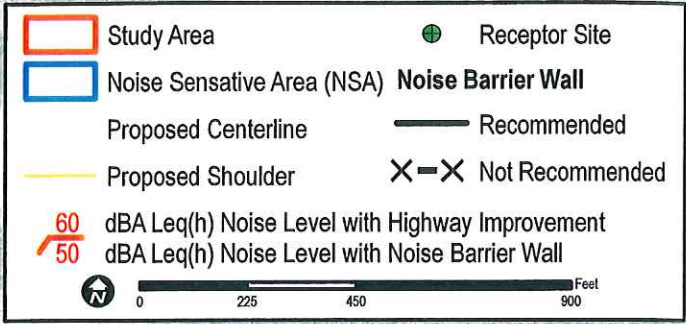 Study Area
Receptor Site
Noise Sensative Area (NSA)
Noise Barrier Wall
Proposed Centerline
Recommended
Proposed Shoulder
Not Recommended
60 dBA Leq(h) Noise Level with Highway Improvement
50 dBA Leq(h) Noise Level with Noise Barrier Wall
N
Feet
0 225 450 900